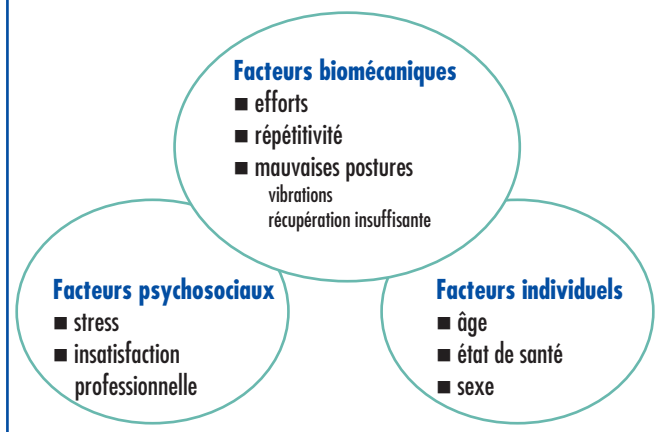 Facteurs biomécaniques
■ efforts
■ répétitivité
■ mauvaises postures
vibrations
récupération insuffisante
Facteurs psychosociaux
■ stress
■ insatisfaction
professionnelle
Facteurs individuels
■ âge
■ état de santé
■ sexe